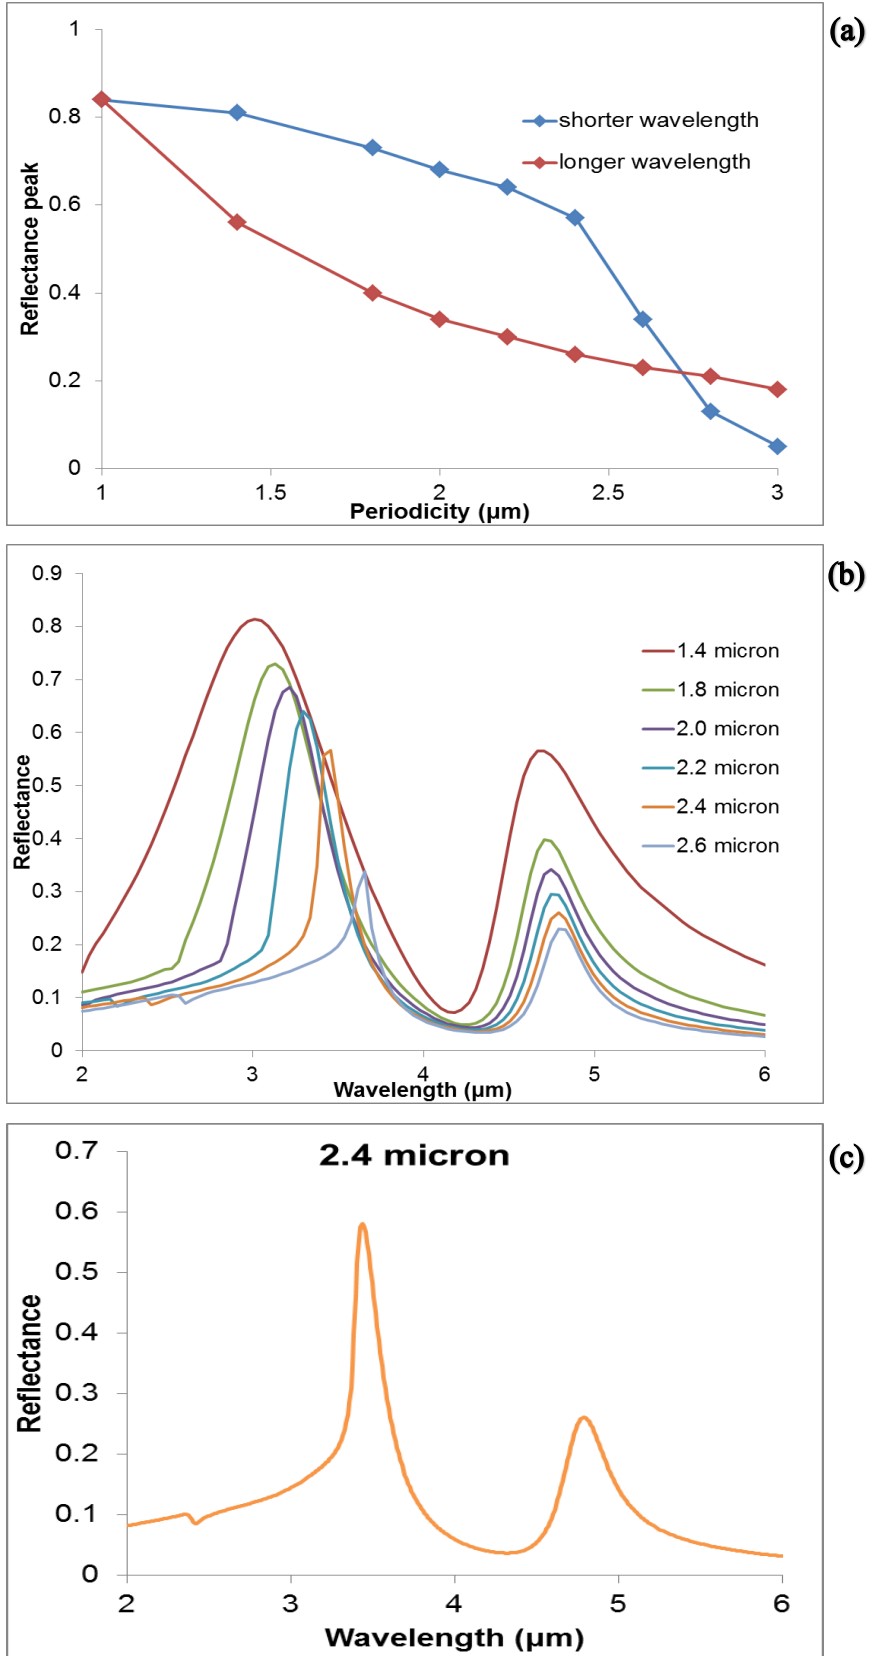 (a)
1
0.8
0.6
0.4
0.2
0
Reflectance peak
shorter wavelength
longer wavelength
1 1.5 2 2.5 3
Periodicity (μm)
(b)
0.9
0.8
0.7
0.6
0.5
0.4
0.3
0.2
0.1
0
Reflectance
1.4 micron
1.8 micron
2.0 micron
2.2 micron
2.4 micron
2.6 micron
2 3 4 5 6
Wavelength (μm)
(c)
2.4 micron
0.7
0.6
0.5
0.4
0.3
0.2
0.1
0
Reflectance
2 3 4 5 6
Wavelength (μm)